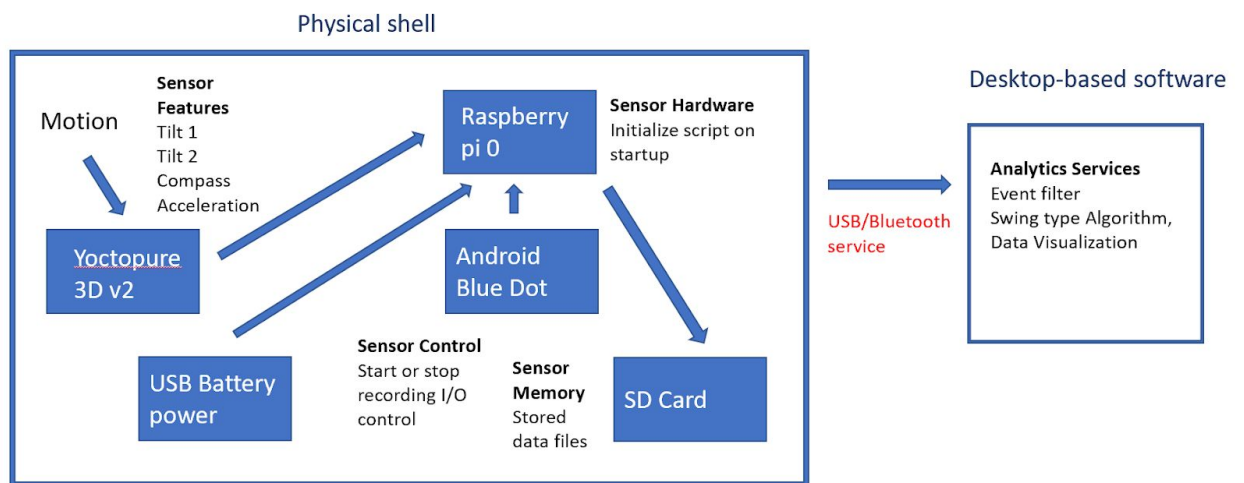 Physical shell
Motion
Sensor
Features
Tilt 1
Tilt 2
Compass
Acceleration
Yoctopure
3D v2
USB Battery
power
Raspberry
pi 0
Sensor Hardware
Initialize script on
startup
Android
Blue Dot
Sensor Control
Start or stop
recording I/O
control
Sensor
Memory
Stored
data files
SD Card
USB/Bluetooth
service
Desktop-based software
Analytics Services
Event filter
Swing type Algorithm,
Data Visualization